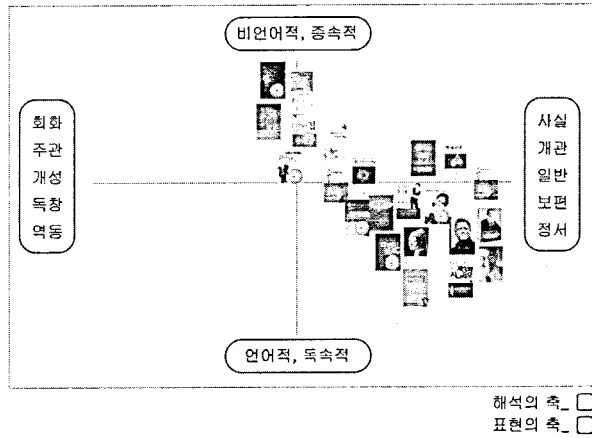 비언어적, 종속적
회화
주관
개성
독창
역동
사실
개관
일반
보편
정서
언어적, 독속적
해석의 축_
표현의 축_